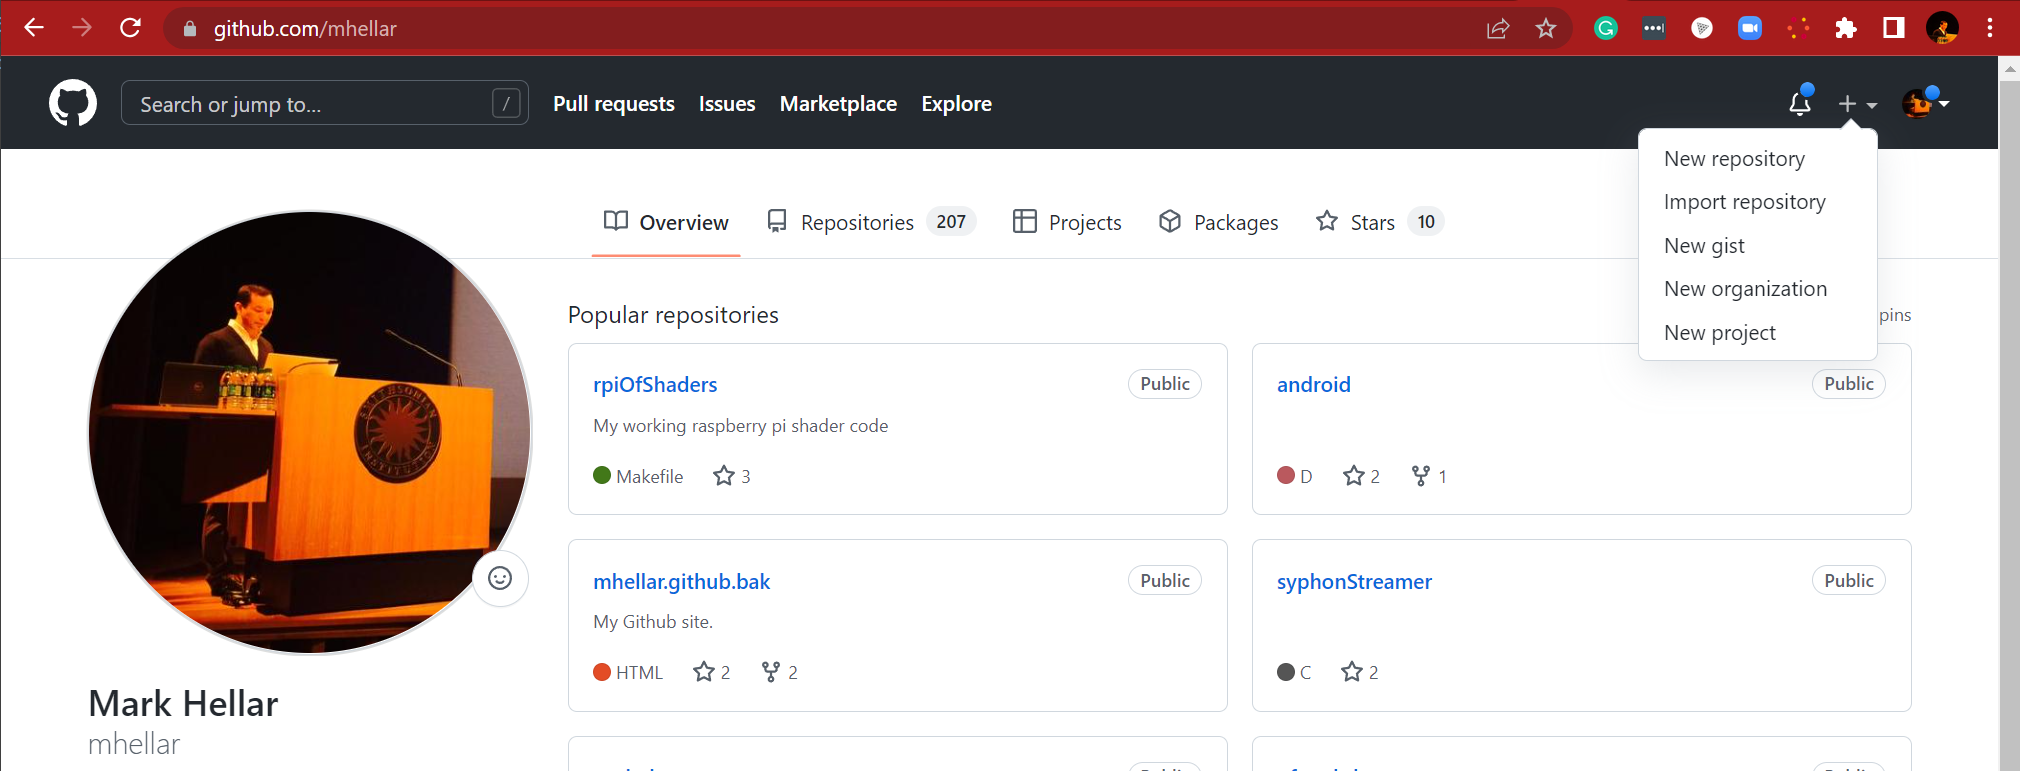 github.com/mhellar
Search or jump to...
/
Pull requests
Issues
Marketplace
Explore
New repository
Import repository
New gist
New organization
New project
Overview
Repositories 207
Projects
Packages
Stars 10
Popular repositories
pins
rpiOfShaders
Public
My working raspberry pi shader code
Makefile
3
android
Public
D
2
1
mhellar.github.bak
Public
My Github site.
HTML
2
2
syphonStreamer
Public
C
2
SMITHSONIAN
INSTITUTION
Mark Hellar
mhellar